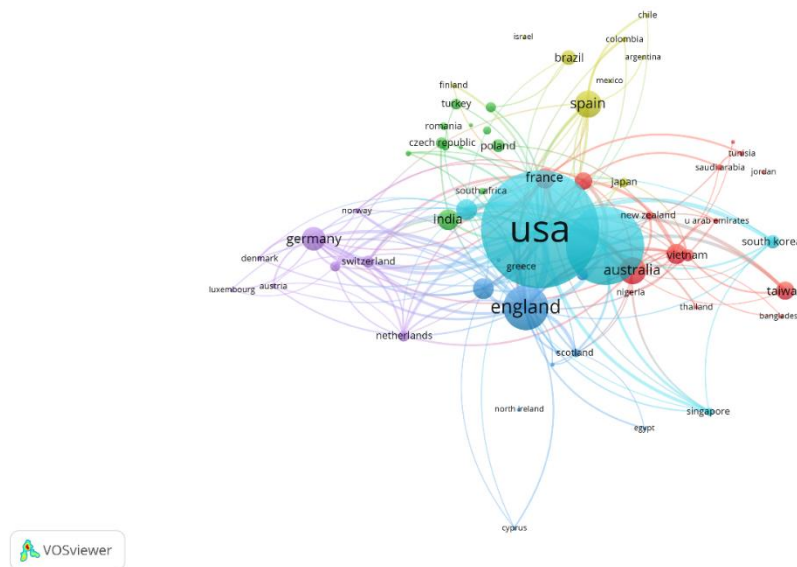 chile
israel
colombia
brazil
argentina
mexico
finland
spain
turkey
romania
czech republic
poland
tunisia
saudi arabia
jordan
france
japan
south africa
norway
india
new zealand
u arab emirates
usa
germany
south korea
switzerland
denmark
vietnam
greece
australia
luxembourg
austria
nigeria
taiwa
england
thailand
bangladesh
netherlands
scotland
north ireland
singapore
egypt
cyprus
VOSviewer